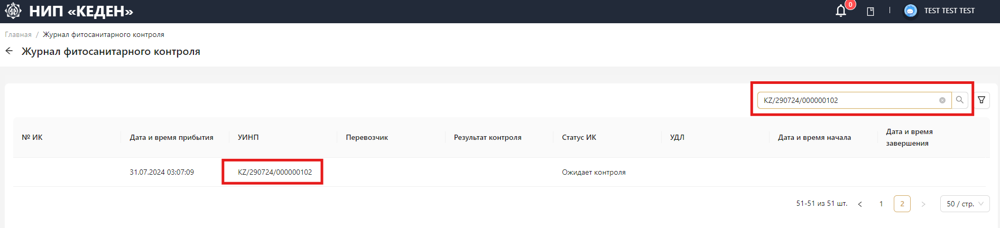 НИП «КЕДЕН»
0
TEST TEST TEST
Главная / Журнал фитосанитарного контроля
Журнал фитосанитарного контроля
KZ/290724/000000102
№ ИК
Дата и время прибытия
УИНП
Перевозчик
Результат контроля
Статус ИК
УДЛ
Дата и время начала
Дата и время
завершения
31.07.2024 03:07:09
KZ/290724/000000102
Ожидает контроля
51-51 из 51 шт.
<
1
2
>
50 / стр.